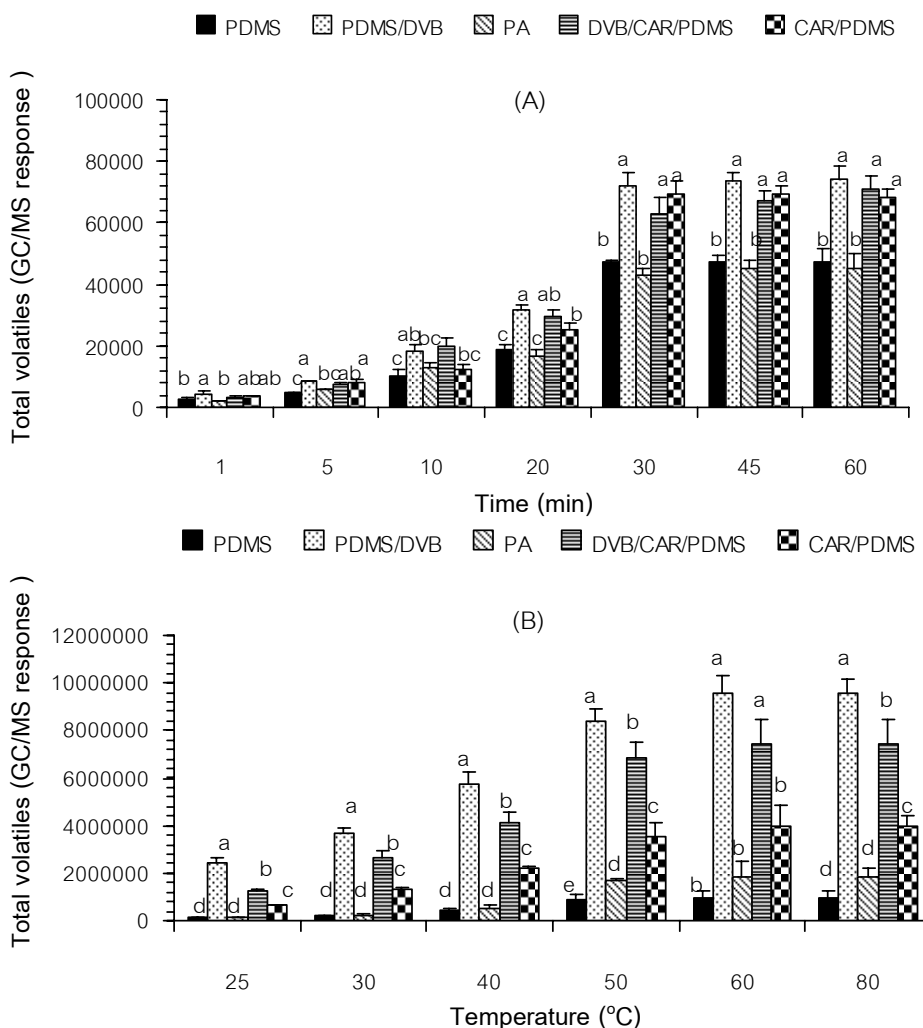 PDMS PDMS/DVB PA DVB/CAR/PDMS CAR/PDMS
(A)
Total volatiles (GC/MS response )
100000
80000
60000
40000
20000
0
b a b ab ab
c a bc ab a
c ab bc a bc
c a c ab b
b a b a a
b a b a a
b a b a a
1 5 10 20 30 45 60
Time (min)
PDMS PDMS/DVB PA DVB/CAR/PDMS CAR/PDMS
(B)
Total volatiles (GC/MS response )
12000000
10000000
8000000
6000000
4000000
2000000
0
d a d b c
d a d b c
d a d b c
e a d b c
b a b a b
d a d b c
25 30 40 50 60 80
Temperature (°C)